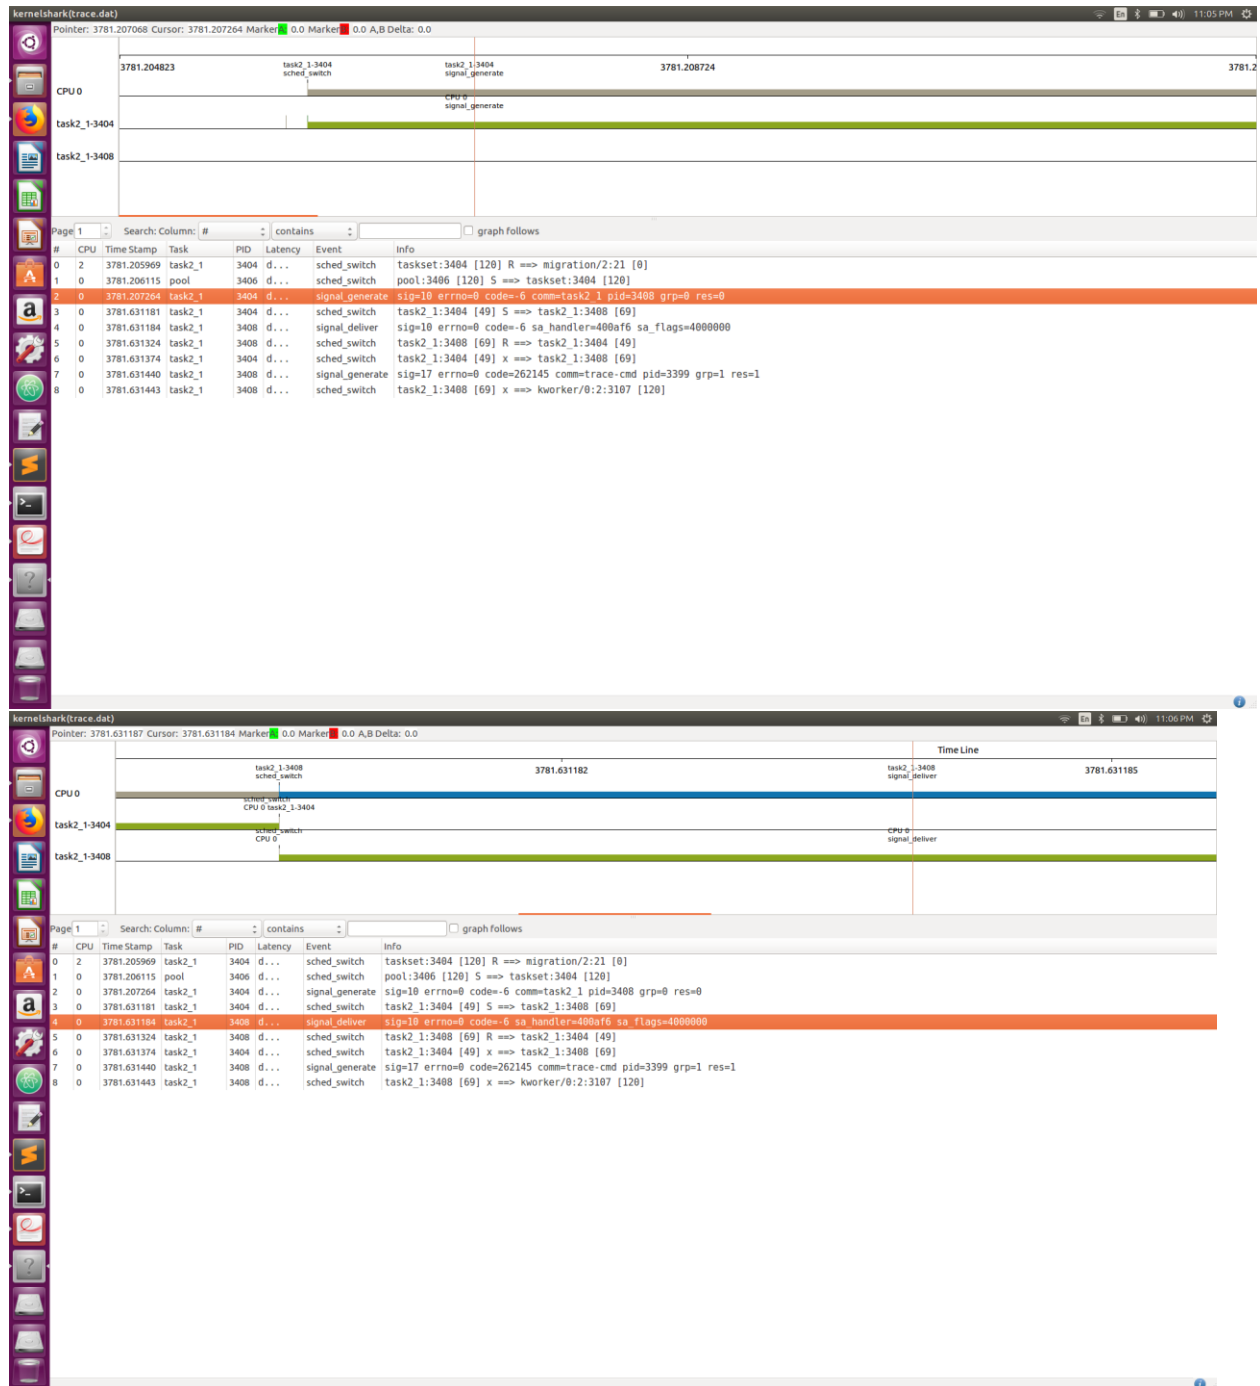 kernelshark(trace.dat) En 11:05 PM
Pointer: 3781.207068 Cursor: 3781.207264 Marker A: 0.0 Marker B: 0.0 A,B Delta: 0.0
3781.204823 task2_1-3404 task2_1-3404 3781.208724 3781.2
sched_switch signal_generate
CPU 0
CPU 0
signal_generate
task2_1-3404
task2_1-3408
Page 1 Search: Column: # contains graph follows
# CPU Time Stamp Task PID Latency Event Info
0 2 3781.205969 task2_1 3404 d... sched_switch taskset:3404 [120] R ==> migration/2:21 [0]
1 0 3781.206115 pool 3406 d... sched_switch pool:3406 [120] S ==> taskset:3404 [120]
2 0 3781.207264 task2_1 3404 d... signal_generate sig=10 errno=0 code=-6 comm=task2_1 pid=3408 grp=0 res=0
3 0 3781.631181 task2_1 3404 d... sched_switch task2_1:3404 [49] S ==> task2_1:3408 [69]
4 0 3781.631184 task2_1 3408 d... signal_deliver sig=10 errno=0 code=-6 sa_handler=400af6 sa_flags=4000000
5 0 3781.631324 task2_1 3408 d... sched_switch task2_1:3408 [69] R ==> task2_1:3404 [49]
6 0 3781.631374 task2_1 3404 d... sched_switch task2_1:3404 [49] x ==> task2_1:3408 [69]
7 0 3781.631440 task2_1 3408 d... signal_generate sig=17 errno=0 code=262145 comm=trace-cmd pid=3399 grp=1 res=1
8 0 3781.631443 task2_1 3408 d... sched_switch task2_1:3408 [69] x ==> kworker/0:2:3107 [120]
kernelshark(trace.dat) En 11:06 PM
Pointer: 3781.631187 Cursor: 3781.631184 Marker A: 0.0 Marker B: 0.0 A,B Delta: 0.0
Time Line
task2_1-3408 3781.631182 task2_1-3408 3781.631185
sched_switch signal_deliver
CPU 0
sched_switch
CPU 0 task2_1-3404
task2_1-3404
sched_switch CPU 0
CPU 0 signal_deliver
task2_1-3408
Page 1 Search: Column: # contains graph follows
# CPU Time Stamp Task PID Latency Event Info
0 2 3781.205969 task2_1 3404 d... sched_switch taskset:3404 [120] R ==> migration/2:21 [0]
1 0 3781.206115 pool 3406 d... sched_switch pool:3406 [120] S ==> taskset:3404 [120]
2 0 3781.207264 task2_1 3404 d... signal_generate sig=10 errno=0 code=-6 comm=task2_1 pid=3408 grp=0 res=0
3 0 3781.631181 task2_1 3404 d... sched_switch task2_1:3404 [49] S ==> task2_1:3408 [69]
4 0 3781.631184 task2_1 3408 d... signal_deliver sig=10 errno=0 code=-6 sa_handler=400af6 sa_flags=4000000
5 0 3781.631324 task2_1 3408 d... sched_switch task2_1:3408 [69] R ==> task2_1:3404 [49]
6 0 3781.631374 task2_1 3404 d... sched_switch task2_1:3404 [49] x ==> task2_1:3408 [69]
7 0 3781.631440 task2_1 3408 d... signal_generate sig=17 errno=0 code=262145 comm=trace-cmd pid=3399 grp=1 res=1
8 0 3781.631443 task2_1 3408 d... sched_switch task2_1:3408 [69] x ==> kworker/0:2:3107 [120]